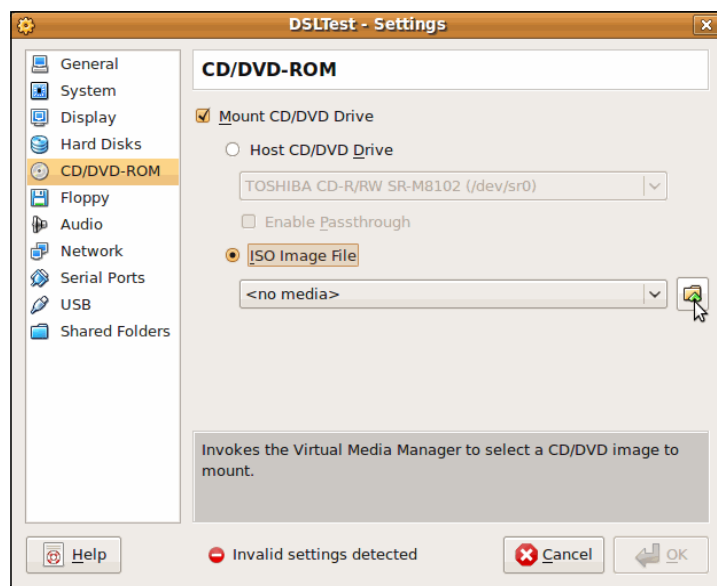 DSLTest - Settings
General
System
Display
Hard Disks
CD/DVD-ROM
Floppy
Audio
Network
Serial Ports
USB
Shared Folders
CD/DVD-ROM
Mount CD/DVD Drive
Host CD/DVD Drive
TOSHIBA CD-R/RW SR-M8102 (/dev/sr0)
Enable Passthrough
ISO Image File
<no media>
Invokes the Virtual Media Manager to select a CD/DVD image to
mount.
Help
Invalid settings detected
Cancel
OK